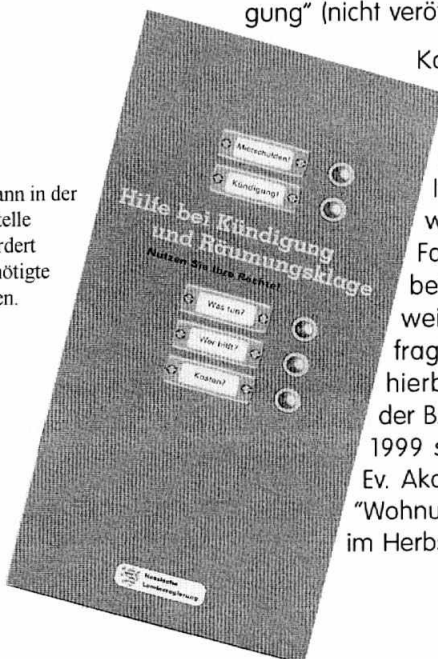 gung" (nicht verö
Ka
ann in der
telle
rdert
ötigte
en.
Mietschulden!
Kündigung!
Hilfe bei Kündigung
und Räumungsklage
Nutzen Sie Ihre Rechte!
Was tun?
Wer hilft?
Kosten?
Hessische
Landesregierung
I
w
Fa
be
wei
frag
hierb
der B
1999 s
Ev. Aka
"Wohnu
im Herbs